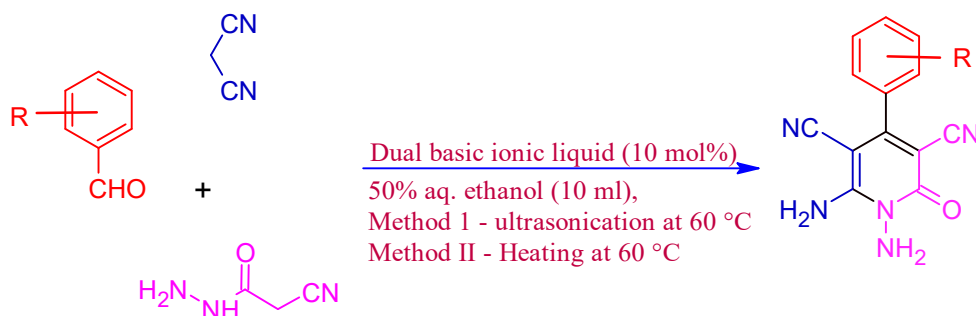 CN
CN
R
CHO
+
H2N
NH
O
CN
Dual basic ionic liquid (10 mol%)
50% aq. ethanol (10 ml),
Method 1 - ultrasonication at 60 °C
Method II - Heating at 60 °C
R
NC
CN
H2N
N
O
NH2